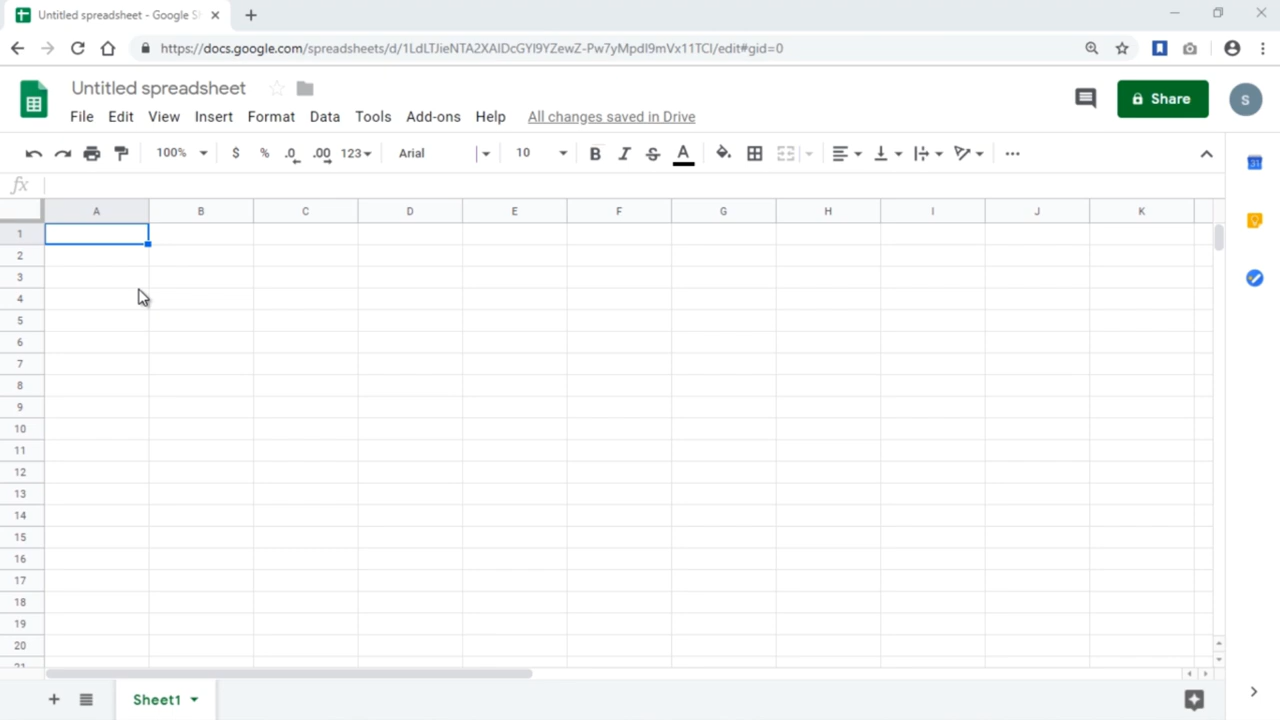 Untitled spreadsheet - Google S
https://docs.google.com/spreadsheets/d/1LdLTJieNTA2XAIDcGYI9YZewZ-Pw7yMpdI9mVx11TCI/edit#gid=0
Untitled spreadsheet
File Edit View Insert Format Data Tools Add-ons Help All changes saved in Drive
Share
S
100% $ % .0 .00 123 Arial 10 B I S A ...
31
fx
A B C D E F G H I J K
1
2
3
4
5
6
7
8
9
10
11
12
13
14
15
16
17
18
19
20
21
+ Sheet1